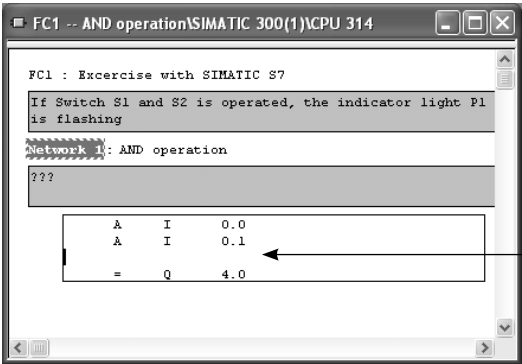 FC1 -- AND operation\SIMATIC 300(1)\CPU 314
FC1 : Excercise with SIMATIC S7
If Switch S1 and S2 is operated, the indicator light P1
is flashing
Network 1: AND operation
???
A I 0.0
A I 0.1
= Q 4.0